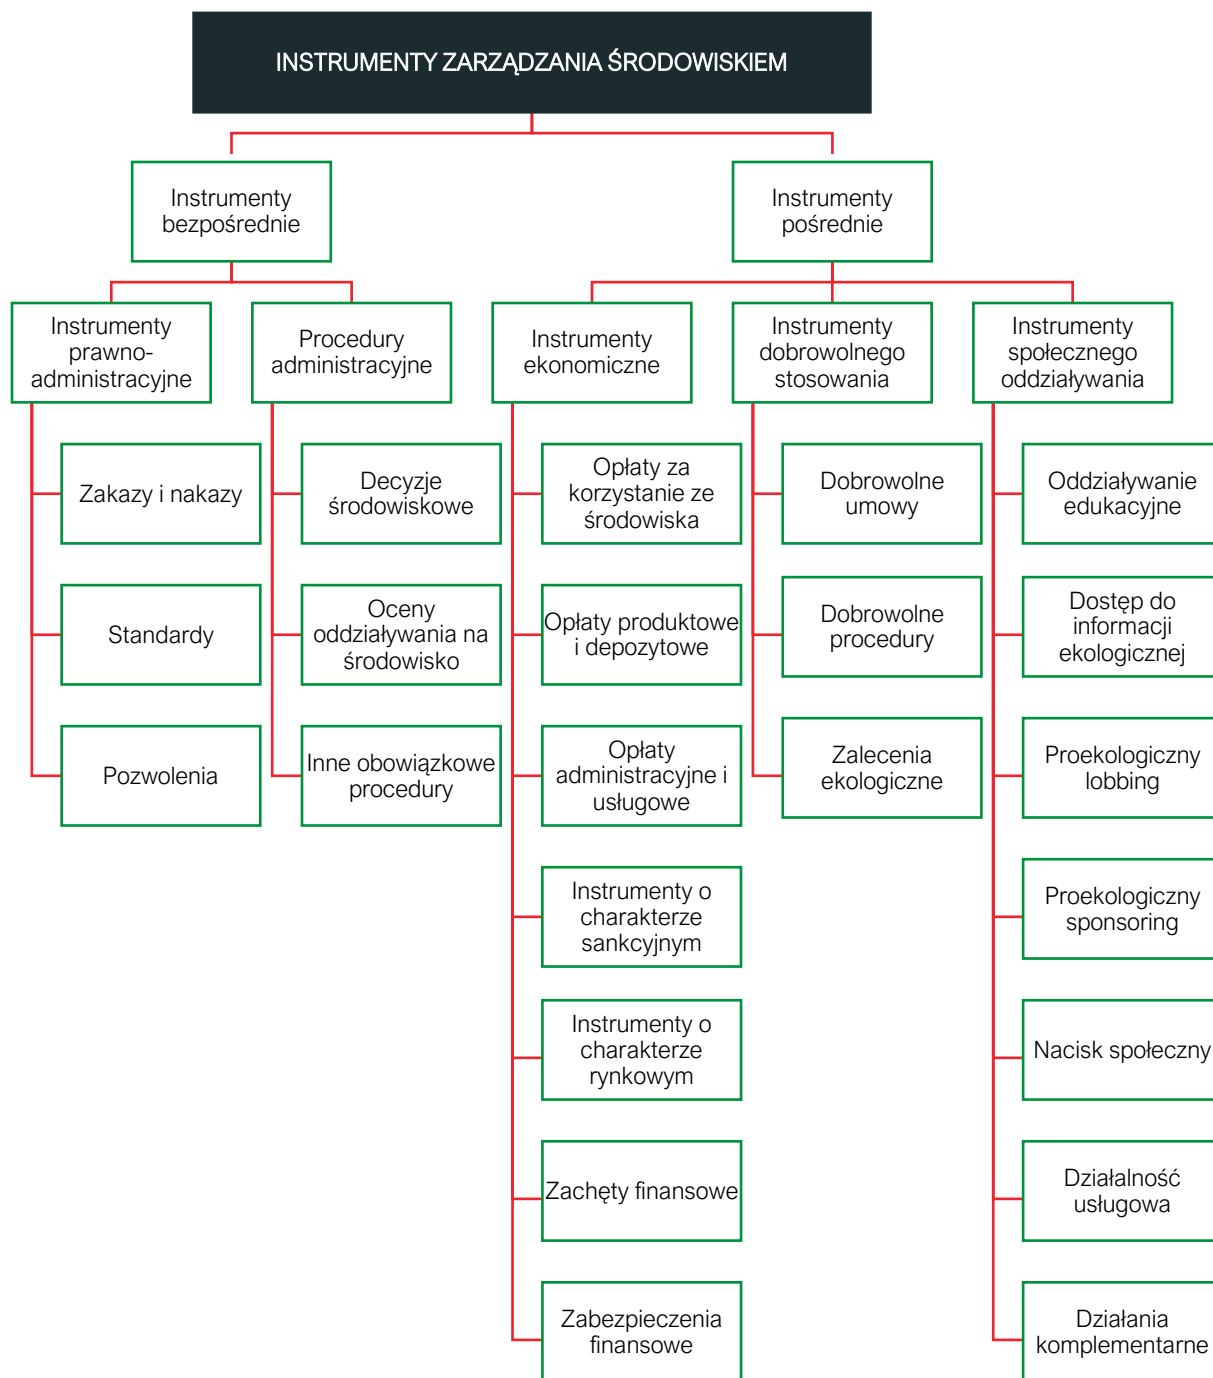 INSTRUMENTY ZARZĄDZANIA ŚRODOWISKIEM
Instrumenty
bezpośrednie
Instrumenty
pośrednie
Instrumenty
prawno-
administracyjne
Procedury
administracyjne
Instrumenty
ekonomiczne
Instrumenty
dobrowolnego
stosowania
Instrumenty
społecznego
oddziaływania
Zakazy i nakazy
Standardy
Pozwolenia
Decyzje
środowiskowe
Oceny
oddziaływania na
środowisko
Inne obowiązkowe
procedury
Opłaty za
korzystanie ze
środowiska
Opłaty produktowe
i depozytowe
Opłaty
administracyjne i
usługowe
Instrumenty o
charakterze
sankcyjnym
Instrumenty o
charakterze
rynkowym
Zachęty finansowe
Zabezpieczenia
finansowe
Dobrowolne
umowy
Dobrowolne
procedury
Zalecenia
ekologiczne
Oddziaływanie
edukacyjne
Dostęp do
informacji
ekologicznej
Proekologiczny
lobbing
Proekologiczny
sponsoring
Nacisk społeczny
Działalność
usługowa
Działania
komplementarne